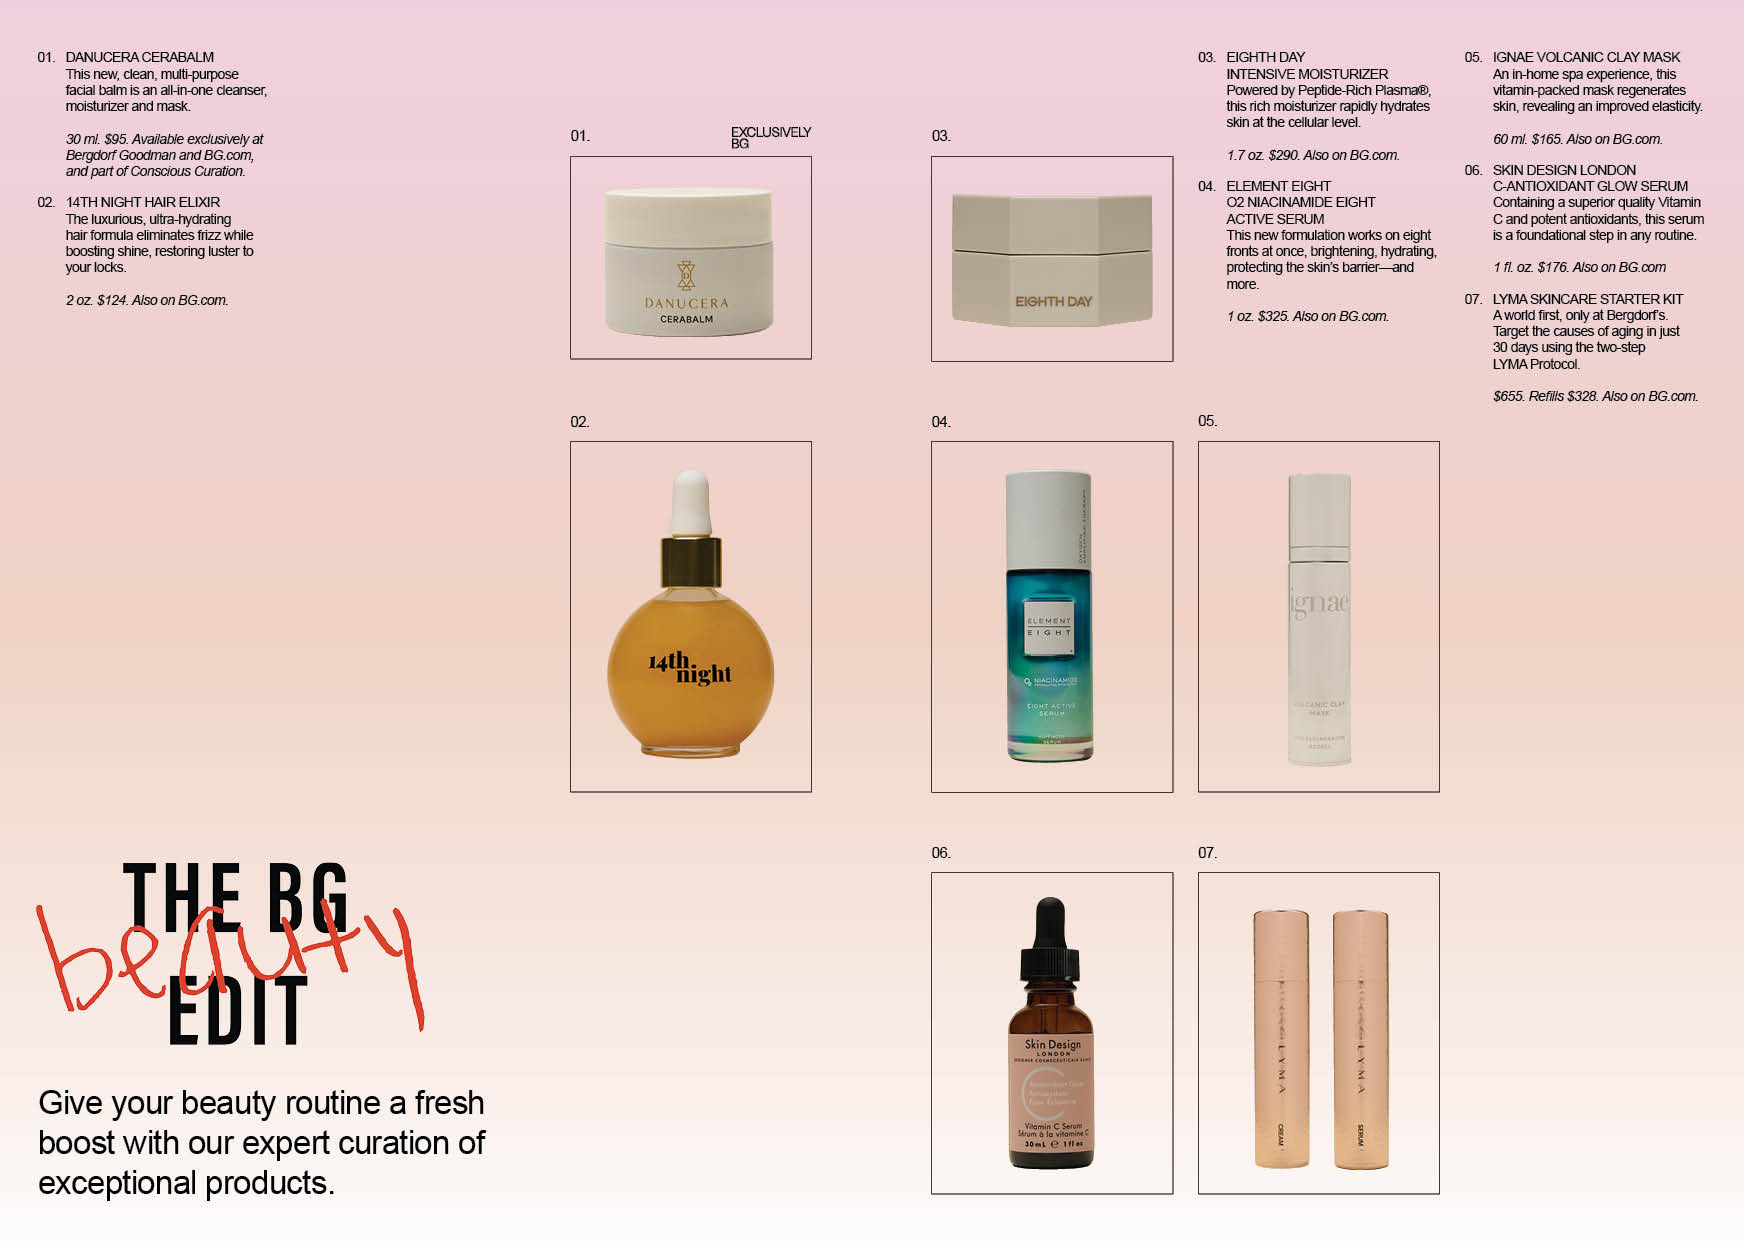 01. DANUCERA CERABALM
This new, clean, multi-purpose
facial balm is an all-in-one cleanser,
moisturizer and mask.
30 ml. $95. Available exclusively at
Bergdorf Goodman and BG.com,
and part of Conscious Curation.
02. 14TH NIGHT HAIR ELIXIR
The luxurious, ultra-hydrating
hair formula eliminates frizz while
boosting shine, restoring luster to
your locks.
2 oz. $124. Also on BG.com.
THE BG
beauty
EDIT
Give your beauty routine a fresh
boost with our expert curation of
exceptional products.
01.
EXCLUSIVELY
BG
DANUCERA
CERABALM
02.
14th
night
03.
EIGHTH DAY
03. EIGHTH DAY
INTENSIVE MOISTURIZER
Powered by Peptide-Rich Plasma®,
this rich moisturizer rapidly hydrates
skin at the cellular level.
1.7 oz. $290. Also on BG.com.
04. ELEMENT EIGHT
O2 NIACINAMIDE EIGHT
ACTIVE SERUM
This new formulation works on eight
fronts at once, brightening, hydrating,
protecting the skin's barrier—and
more.
1 oz. $325. Also on BG.com.
05. IGNAE VOLCANIC CLAY MASK
An in-home spa experience, this
vitamin-packed mask regenerates
skin, revealing an improved elasticity.
60 ml. $165. Also on BG.com.
06. SKIN DESIGN LONDON
C-ANTIOXIDANT GLOW SERUM
Containing a superior quality Vitamin
C and potent antioxidants, this serum
is a foundational step in any routine.
1 fl. oz. $176. Also on BG.com
07. LYMA SKINCARE STARTER KIT
A world first, only at Bergdorf's.
Target the causes of aging in just
30 days using the two-step
LYMA Protocol.
$655. Refills $328. Also on BG.com.
04.
ELEMENT
EIGHT
O2 NIACINAMIDE
EIGHT ACTIVE
SERUM
05.
ignae
VOLCANIC CLAY
MASK
06.
Skin Design
LONDON
C
Antioxidant Glow
Vitamin C Serum
Sérum à la vitamine C
30 mL ℮ 1 fl oz
07.
LYMA
CREAM
LYMA
SERUM